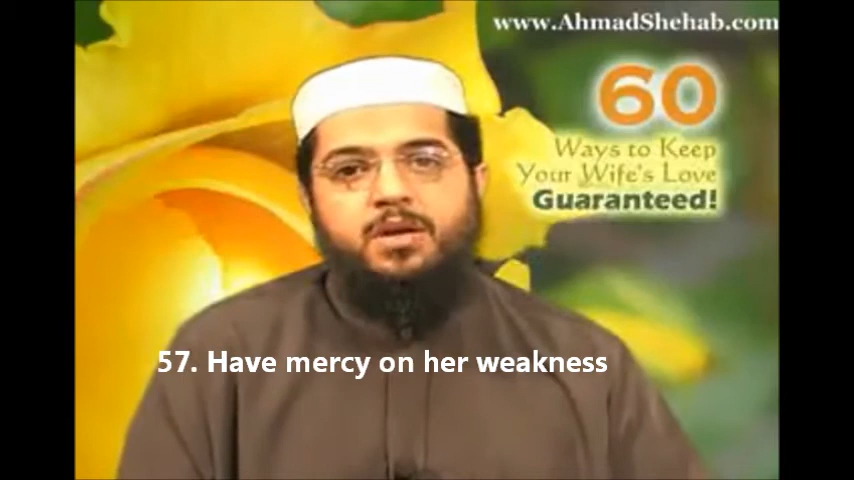 www.AhmadShehab.com
60
Ways to Keep
Your Wife's Love
Guaranteed!
57. Have mercy on her weakness